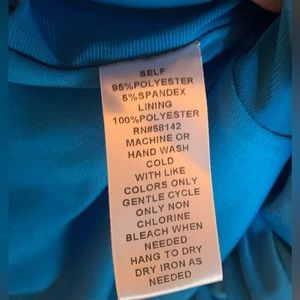 SELF
95%POLYESTER
5%SPANDEX
LINING
100%POLYESTER
RN#58142
MACHINE OR
HAND WASH
COLD
WITH LIKE
COLORS ONLY
GENTLE CYCLE
ONLY NON
CHLORINE
BLEACH WHEN
NEEDED
HANG TO DRY
DRY IRON AS
NEEDED